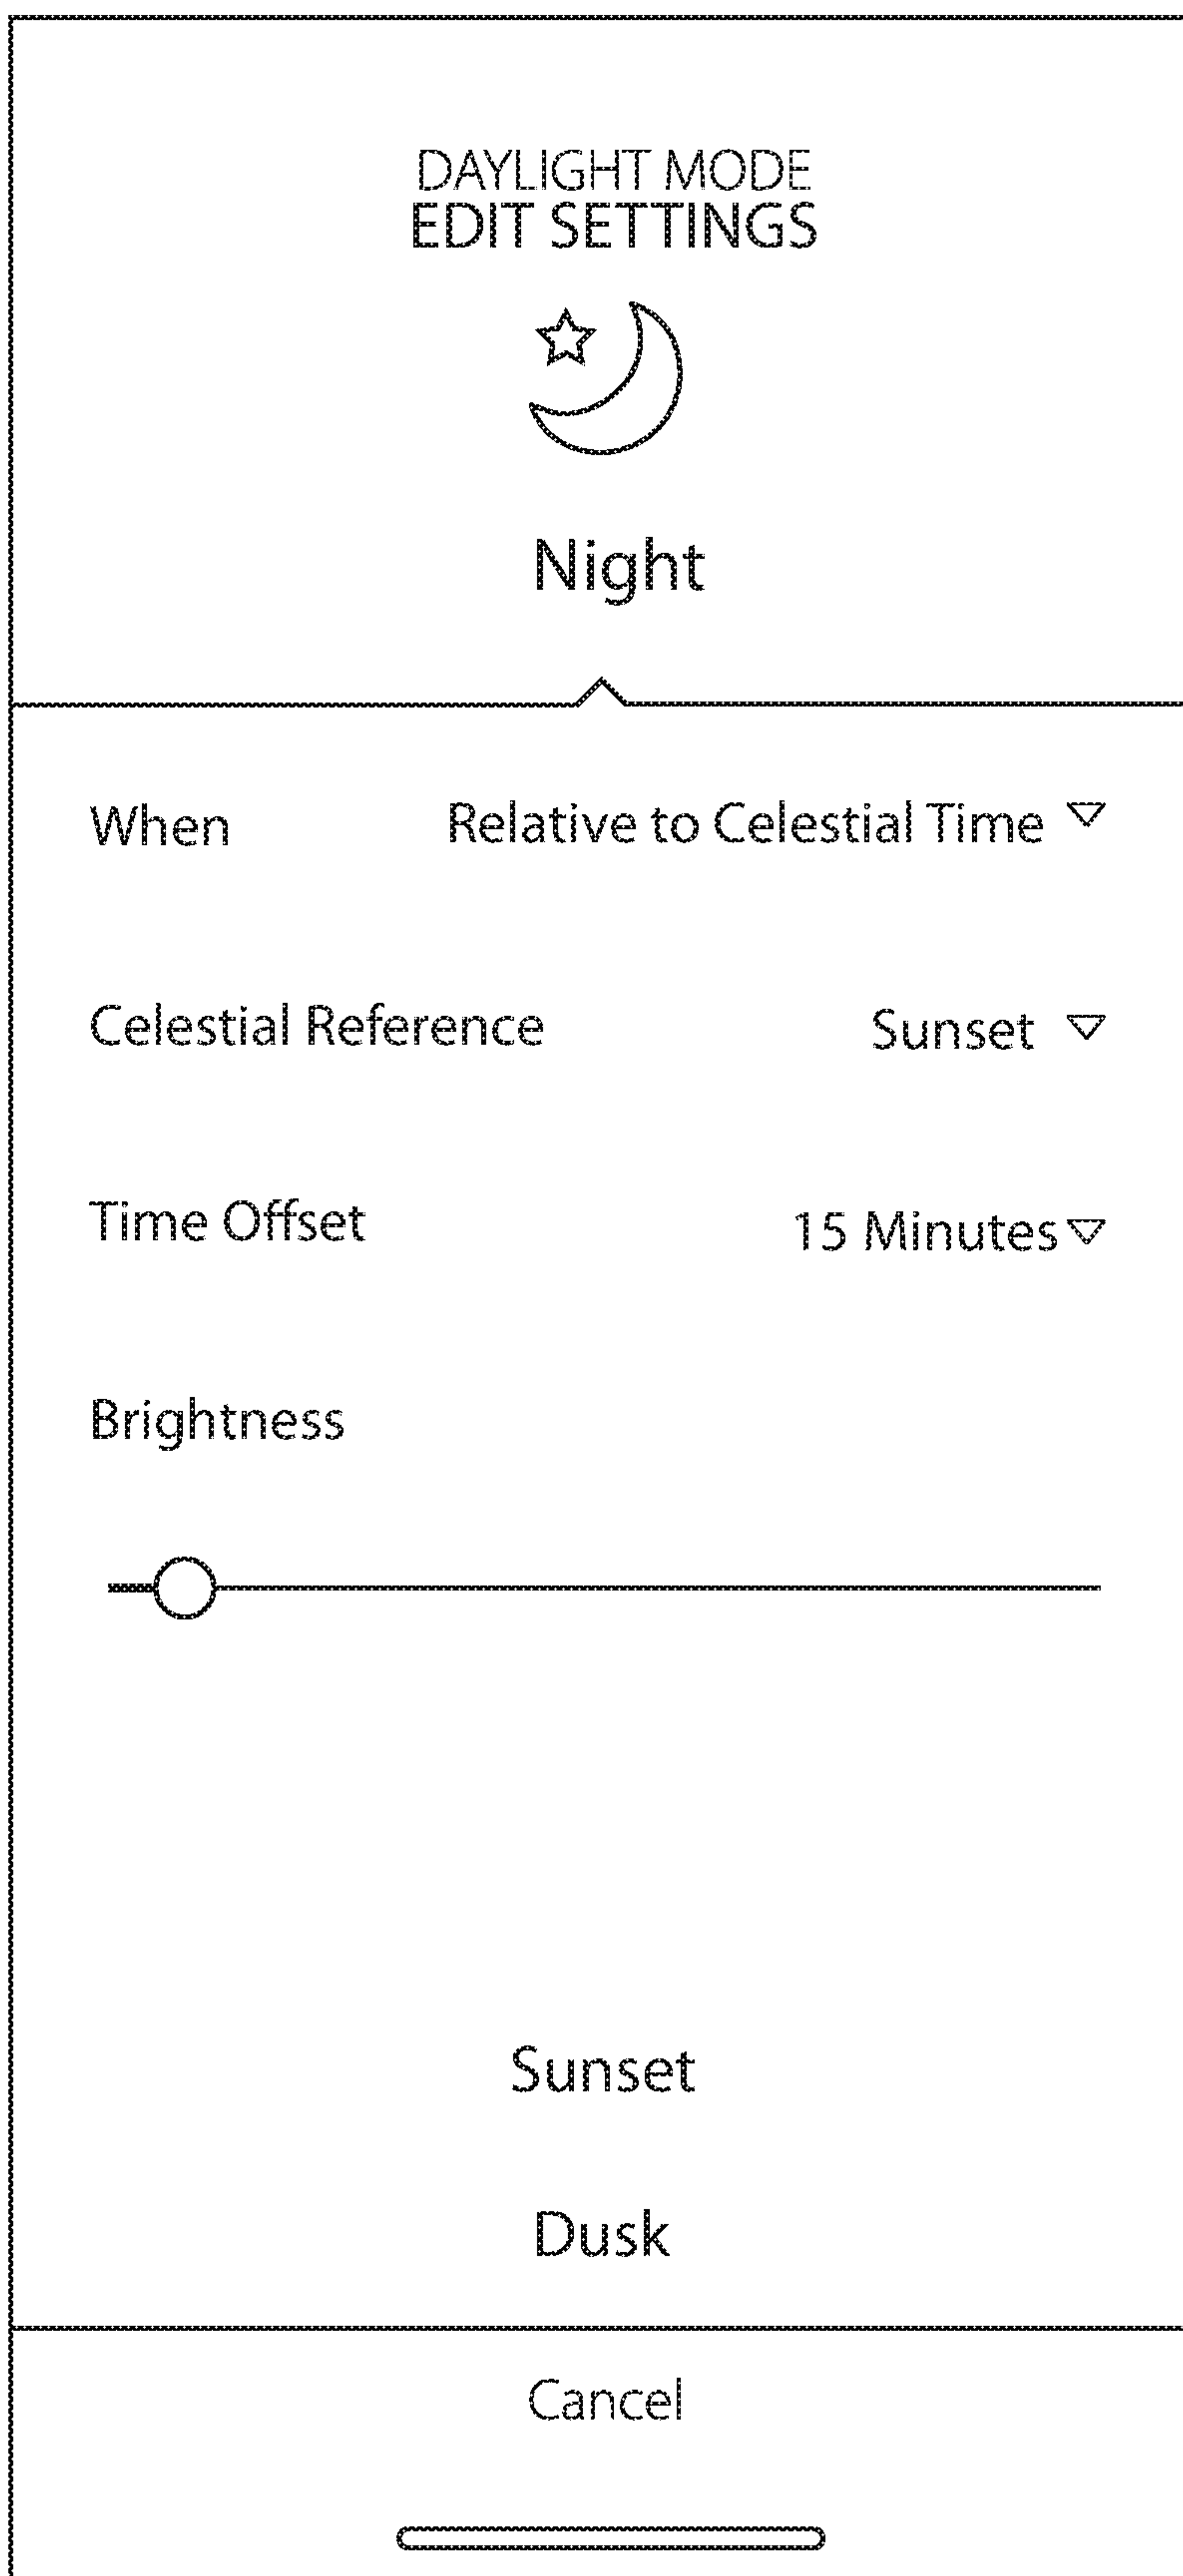 DAYLIGHT MODE
EDIT SETTINGS
Night
When Relative to Celestial Time
Celestial Reference Sunset
Time Offset 15 Minutes
Brightness
Sunset
Dusk
Cancel